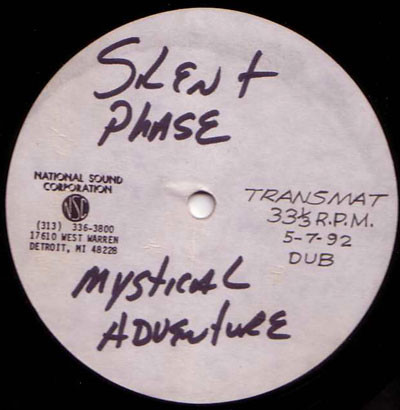 SilenT
PHASE
NATIONAL SOUND
CORPORATION
NSC
(313) 336-3800
17610 WEST WARREN
DETROIT, MI 48228
TRANSMAT
33⅓ R.P.M.
5-7-92
DUB
MYSTICAL
ADVENTURE